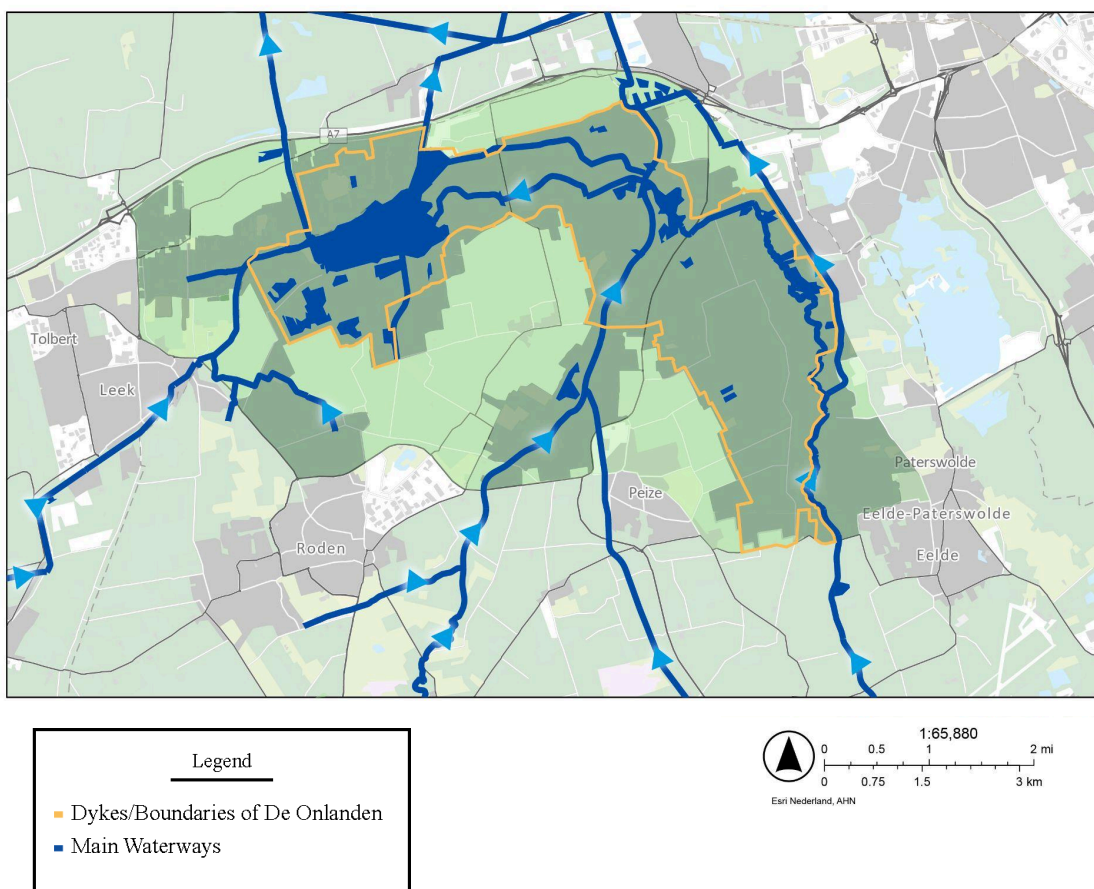 A7
Tolbert
Leek
Roden
Peize
Paterswolde
Eelde-Paterswolde
Eelde
Legend
Dykes/Boundaries of De Onlanden
Main Waterways
1:65,880
0 0.5 1 2 mi
0 0.75 1.5 3 km
Esri Nederland, AHN